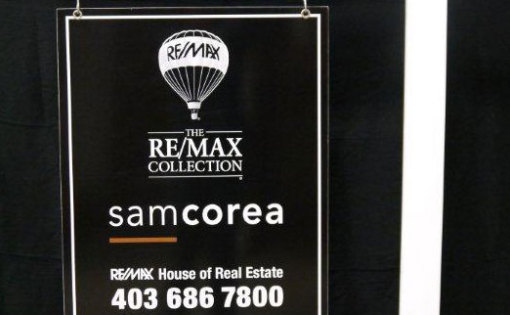 RE/MAX
THE
RE/MAX
COLLECTION
samcorea
RE/MAX House of Real Estate
403 686 7800